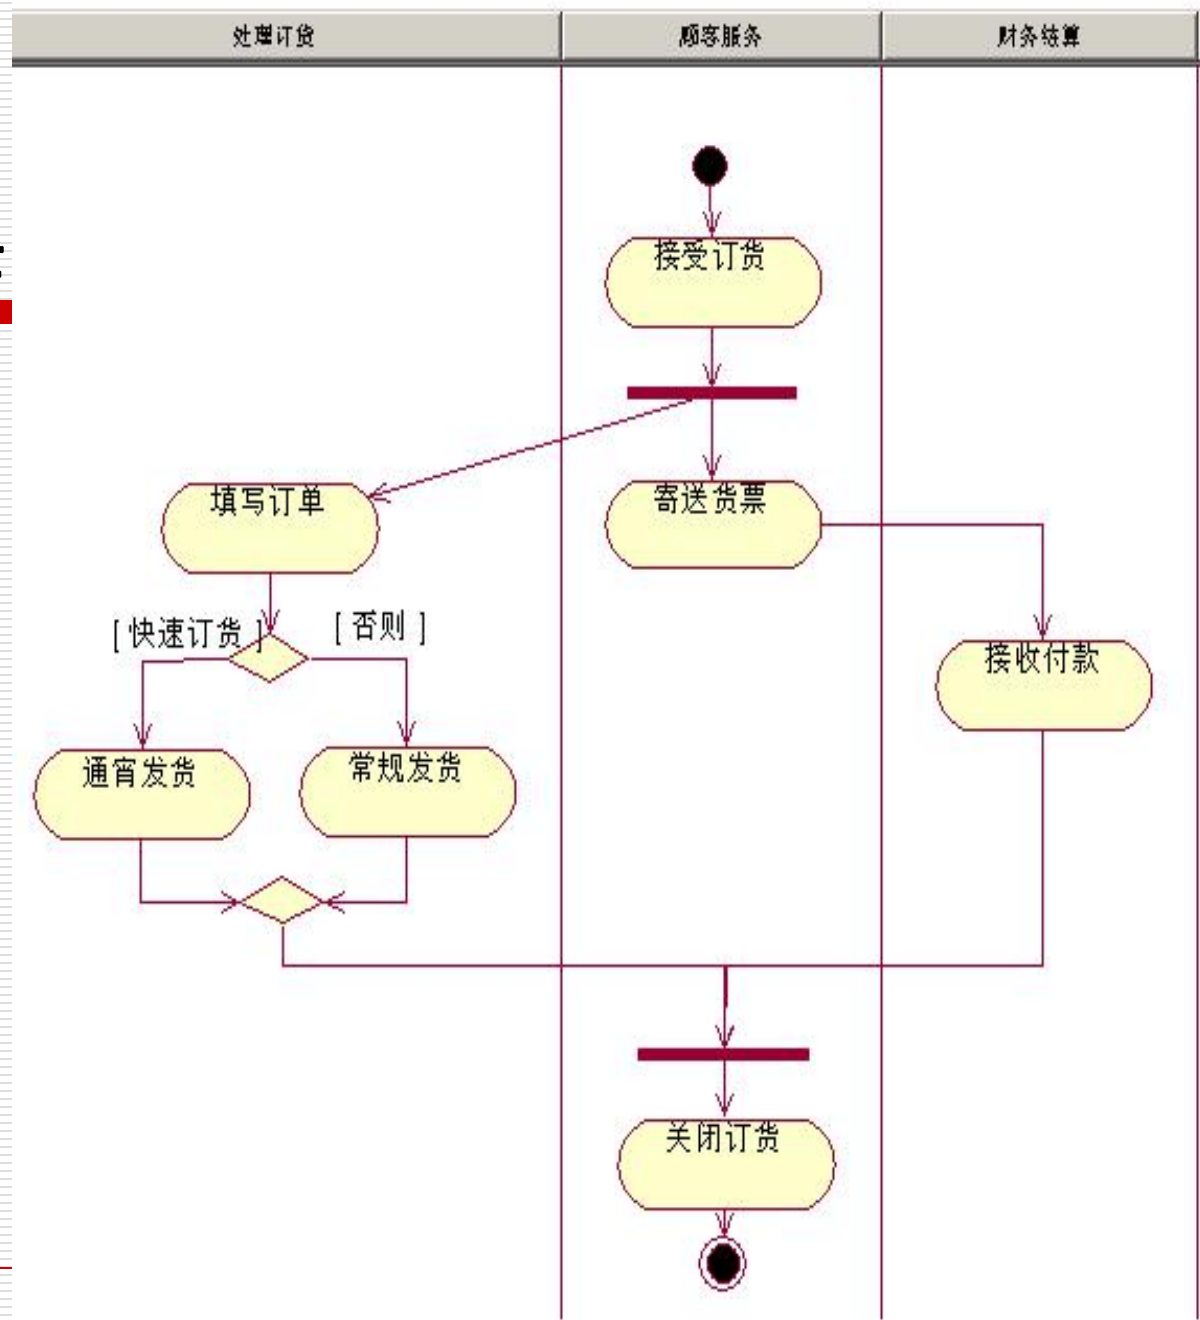 处理订货
顾客服务
财务结算
接受订货
填写订单
寄送货票
[ 快速订货 ]
[ 否则 ]
接收付款
通宵发货
常规发货
关闭订货